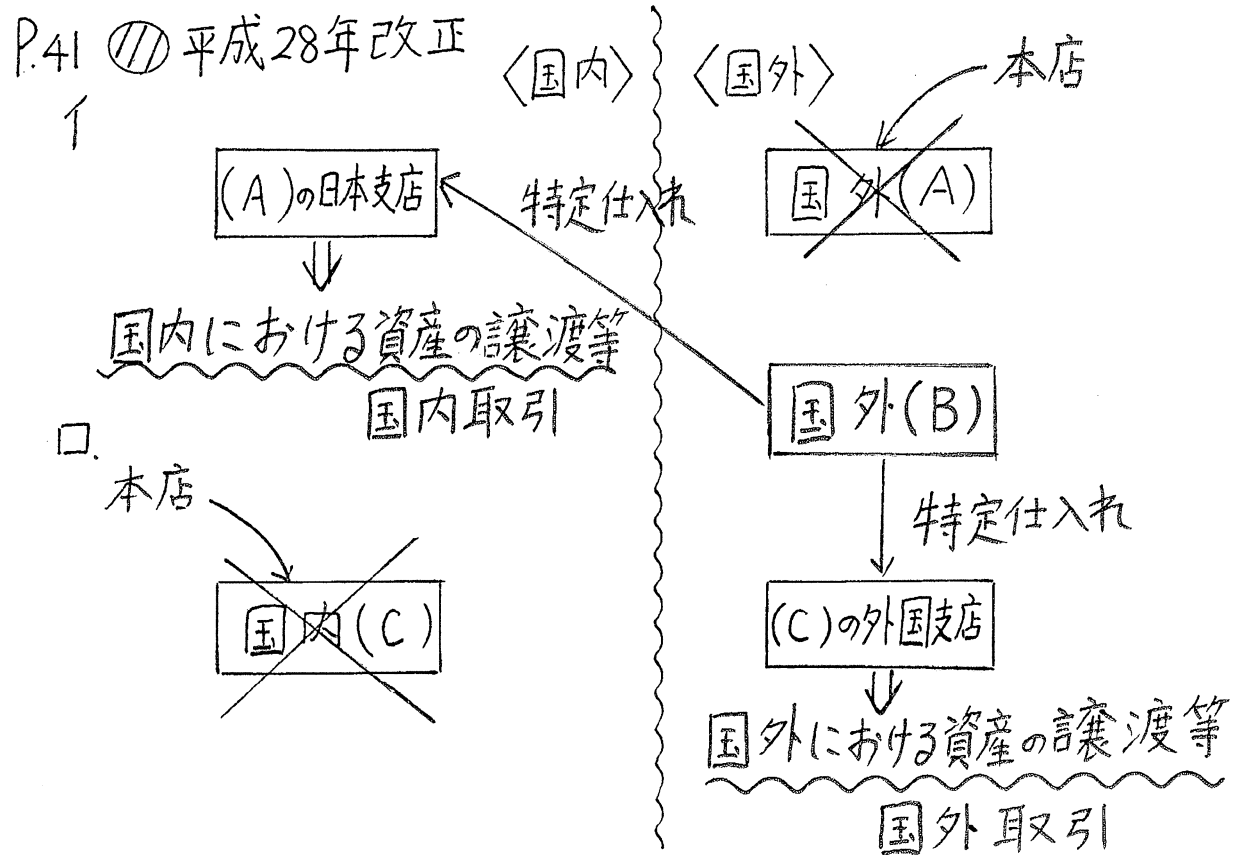 P.41 平成28年改正
〈国内〉
〈国外〉
本店
イ
(A)の日本支店
特定仕入れ
国外(A)
国内における資産の譲渡等
国内取引
国外(B)
ロ.
本店
特定仕入れ
国内(C)
(C)の外国支店
国外における資産の譲渡等
国外取引